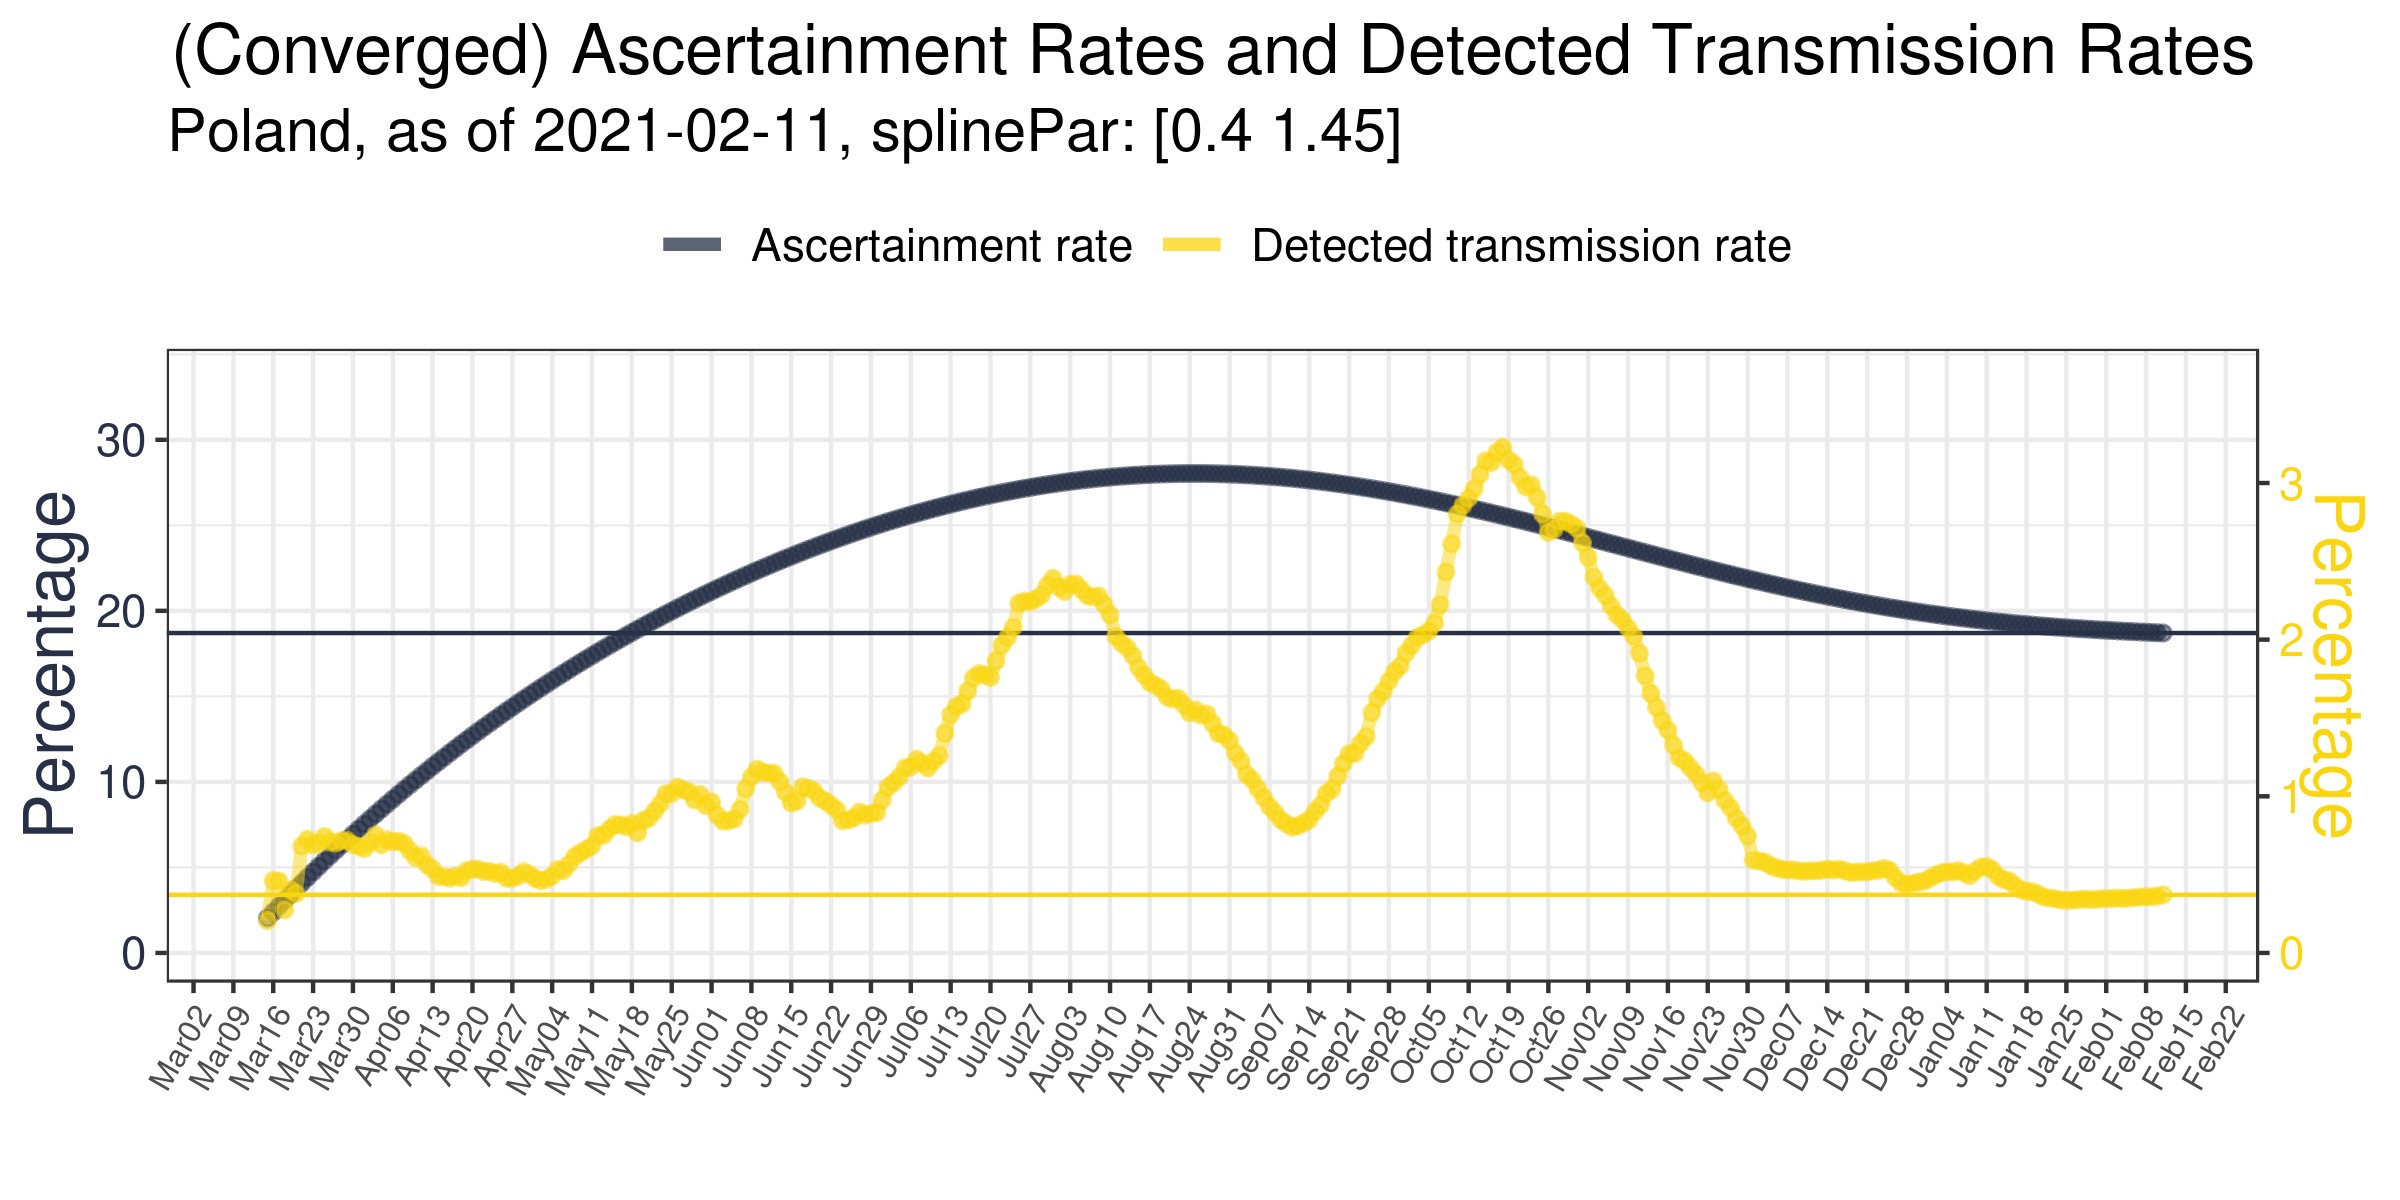 (Converged) Ascertainment Rates and Detected Transmission Rates
Poland, as of 2021-02-11, splinePar: [0.4 1.45]
Ascertainment rate
Detected transmission rate
Percentage
30
20
10
0
3
2
1
0
Percentage
Mar02
Mar09
Mar16
Mar23
Mar30
Apr06
Apr13
Apr20
Apr27
May04
May11
May18
May25
Jun01
Jun08
Jun15
Jun22
Jun29
Jul06
Jul13
Jul20
Jul27
Aug03
Aug10
Aug17
Aug24
Aug31
Sep07
Sep14
Sep21
Sep28
Oct05
Oct12
Oct19
Oct26
Nov02
Nov09
Nov16
Nov23
Nov30
Dec07
Dec14
Dec21
Dec28
Jan04
Jan11
Jan18
Jan25
Feb01
Feb08
Feb15
Feb22